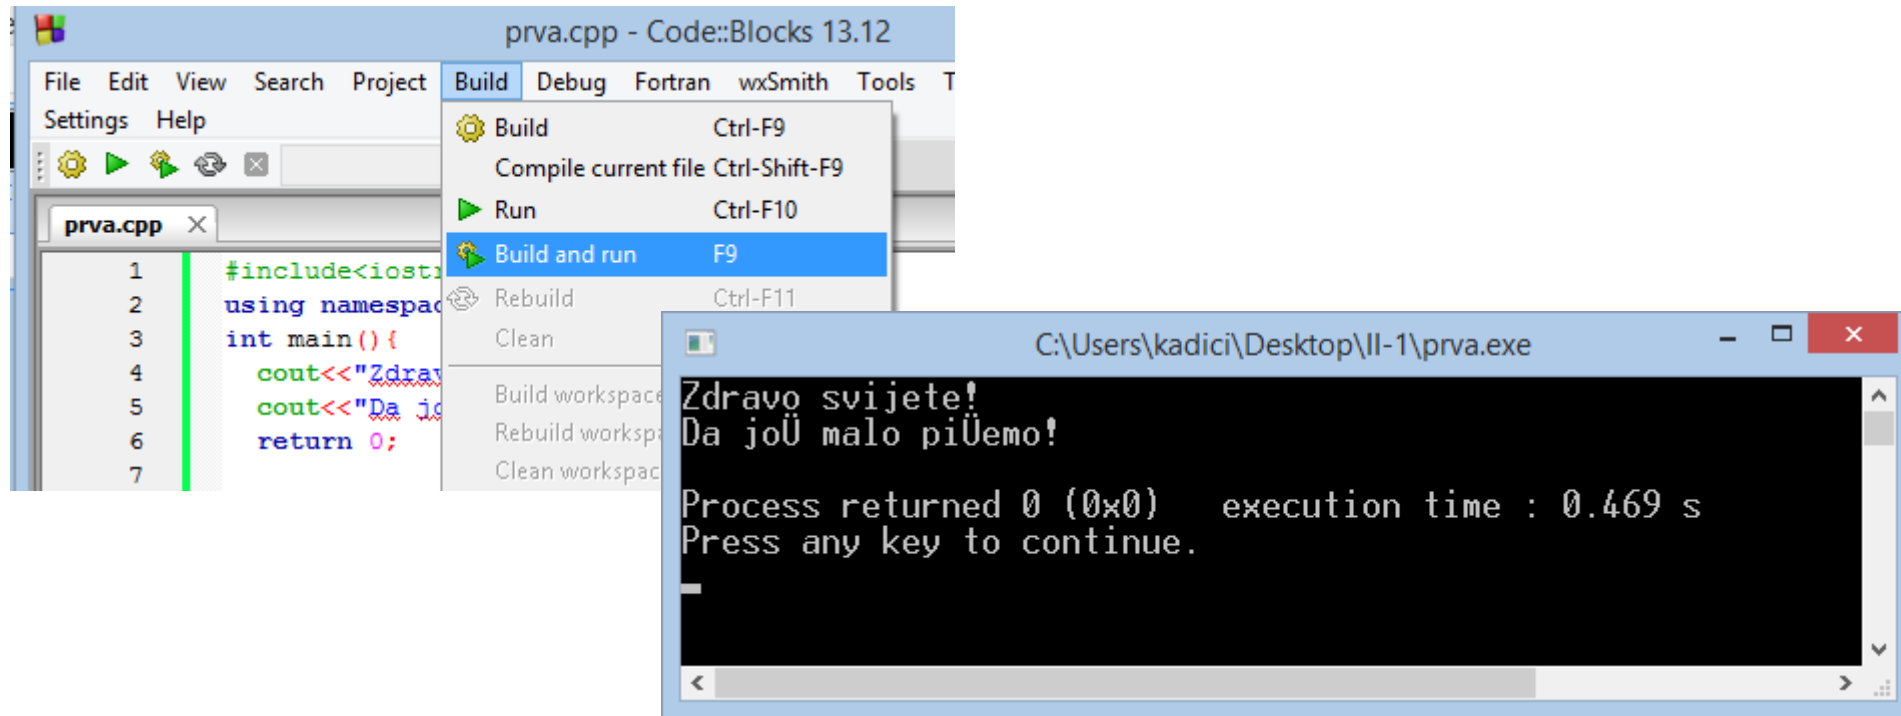 prva.cpp - Code::Blocks 13.12
File Edit View Search Project Build Debug Fortran wxSmith Tools T
Settings Help
Build Ctrl-F9
Compile current file Ctrl-Shift-F9
Run Ctrl-F10
Build and run F9
Rebuild Ctrl-F11
Clean
Build workspace
Rebuild workspa
Clean workspac
prva.cpp
1 #include<iostr
2 using namespac
3 int main(){
4 cout<<"Zdrav
5 cout<<"Da jo
6 return 0;
7
C:\Users\kadici\Desktop\II-1\prva.exe
Zdravo svijete!
Da joÜ malo piÜemo!
Process returned 0 (0x0) execution time : 0.469 s
Press any key to continue.